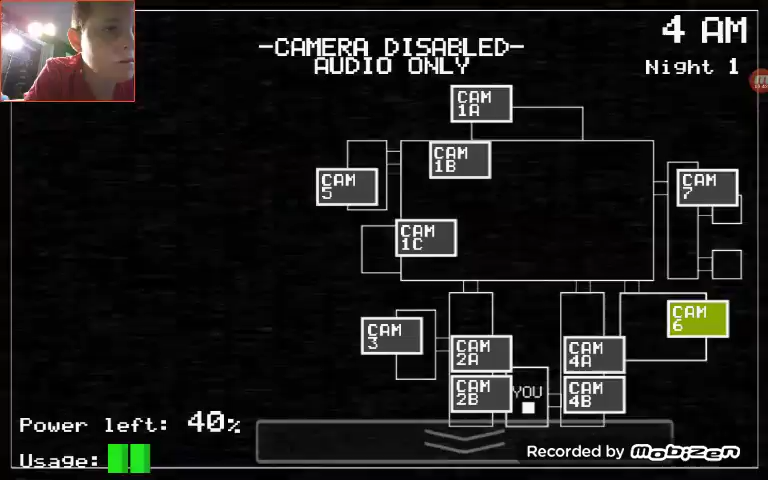 -CAMERA DISABLED-
AUDIO ONLY
4 AM
Night 1
CAM
1A
CAM
1B
CAM
5
CAM
7
CAM
1C
CAM
6
CAM
3
CAM
2A
CAM
4A
CAM
2B
YOU
CAM
4B
Power left: 40%
Usage:
Recorded by Mobizen